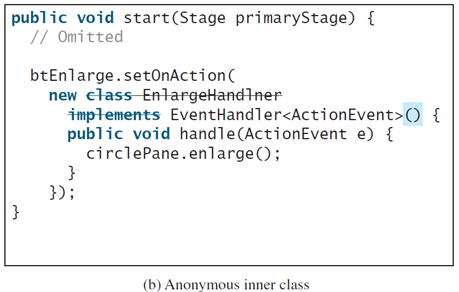 public void start(Stage primaryStage) {
// Omitted
btEnlarge.setOnAction(
new class EnlargeHandlner
implements EventHandler<ActionEvent>() {
public void handle(ActionEvent e) {
circlePane.enlarge();
}
});
}
(b) Anonymous inner class